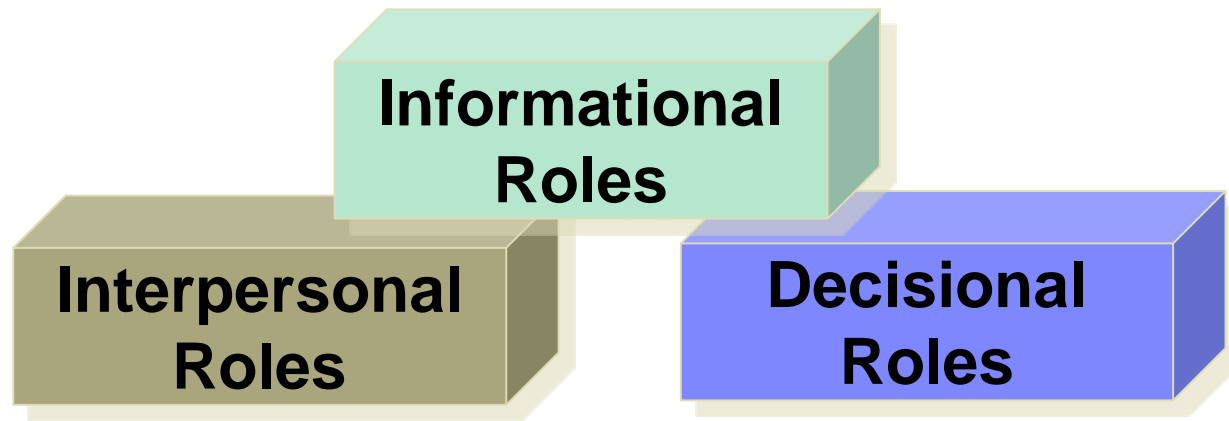 Informational
Roles
Interpersonal
Roles
Decisional
Roles